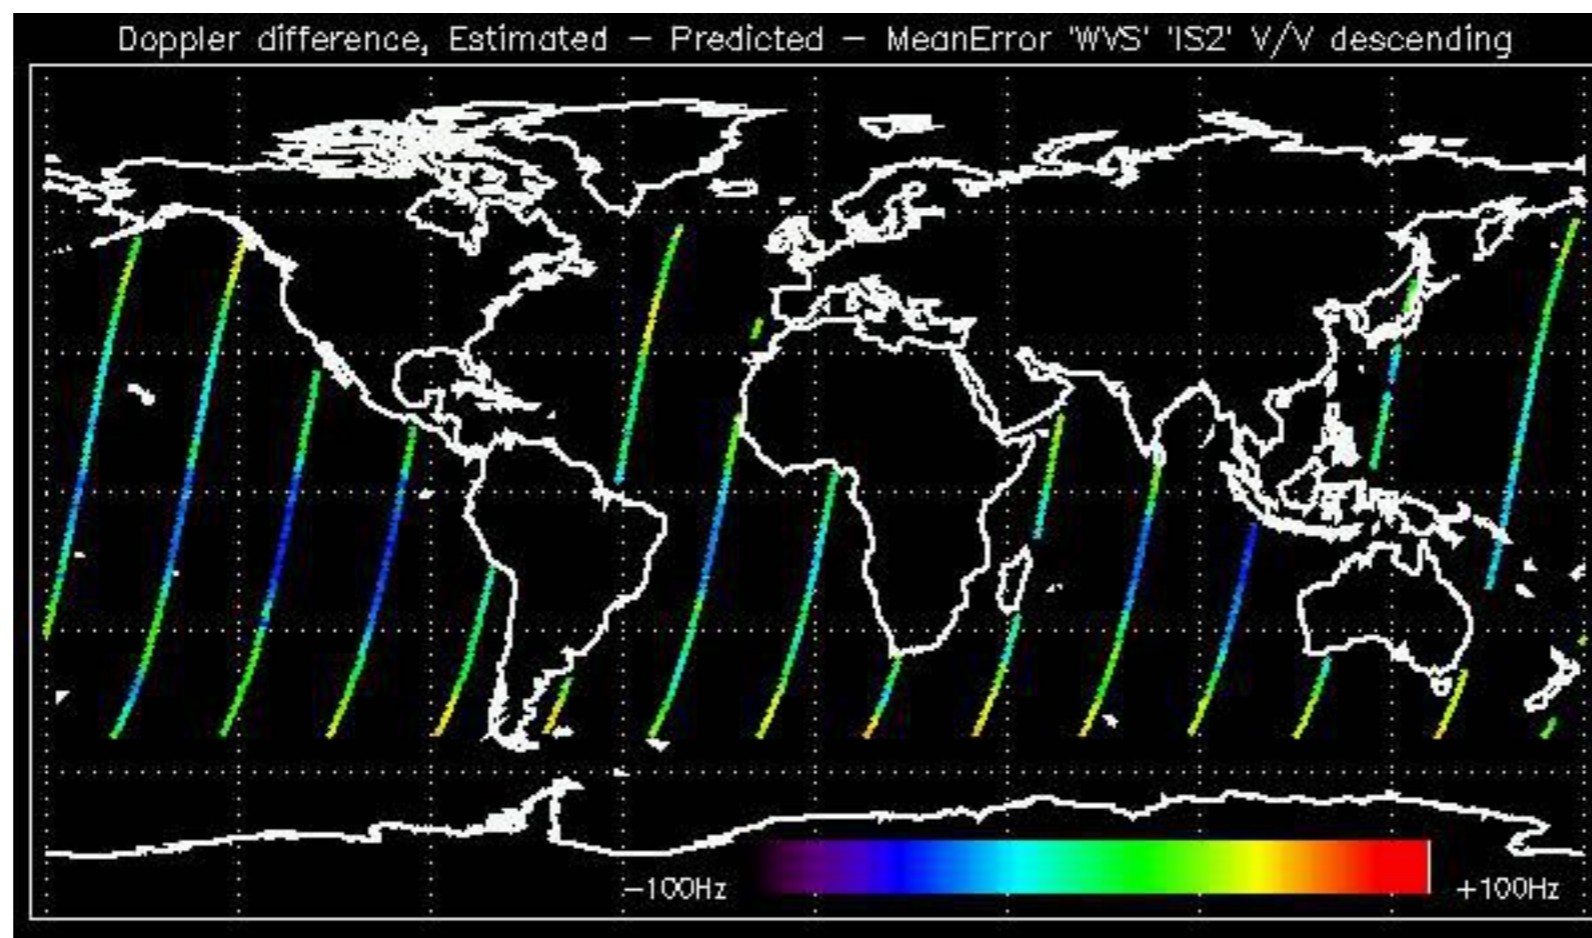 Doppler difference, Estimated — Predicted — MeanError 'WVS' 'IS2' V/V descending
−100Hz
+100Hz